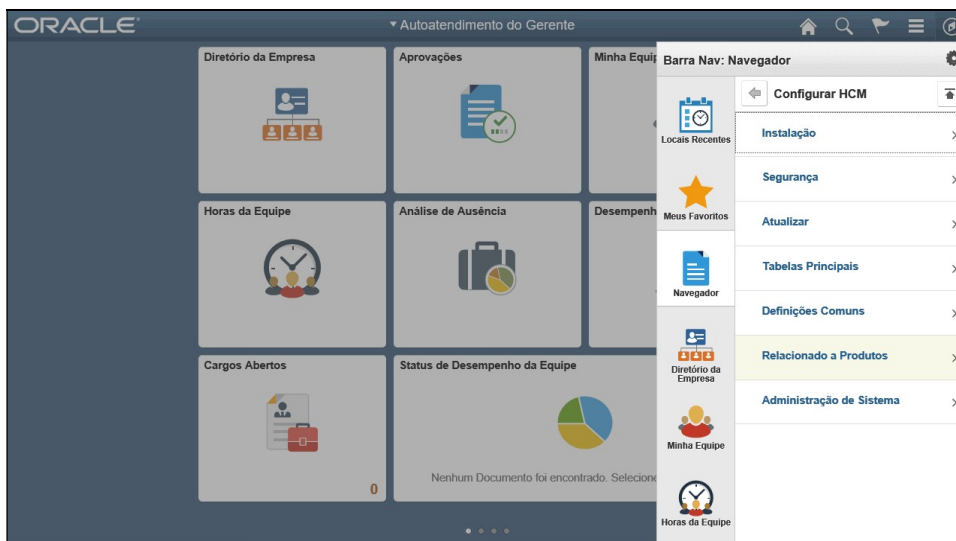 ORACLE
Autoatendimento do Gerente
Diretório da Empresa
Aprovações
Minha Equip
Horas da Equipe
Análise de Ausência
Desempenh
Cargos Abertos
0
Status de Desempenho da Equipe
Nenhum Documento foi encontrado. Selecione
Barra Nav: Navegador
Locais Recentes
Meus Favoritos
Navegador
Diretório da
Empresa
Minha Equipe
Horas da Equipe
Configurar HCM
Instalação
Segurança
Atualizar
Tabelas Principais
Definições Comuns
Relacionado a Produtos
Administração de Sistema